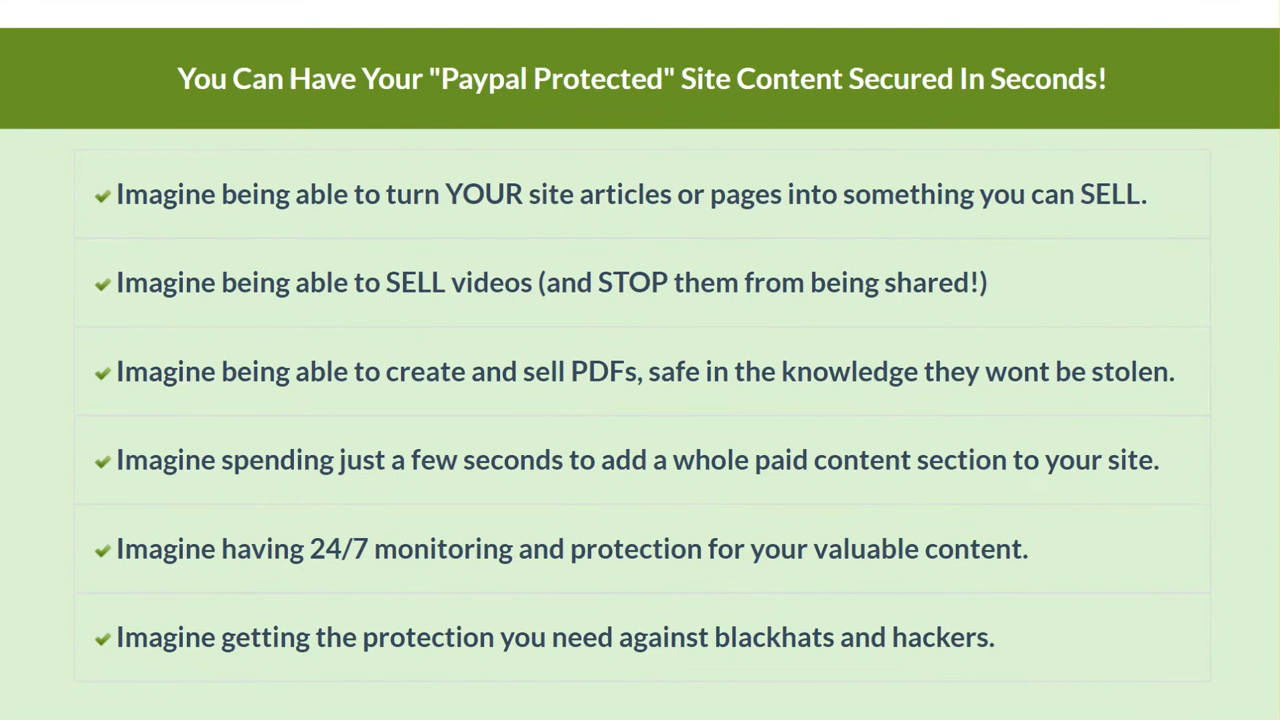 You Can Have Your "Paypal Protected" Site Content Secured In Seconds!
Imagine being able to turn YOUR site articles or pages into something you can SELL.
Imagine being able to SELL videos (and STOP them from being shared!)
Imagine being able to create and sell PDFs, safe in the knowledge they wont be stolen.
Imagine spending just a few seconds to add a whole paid content section to your site.
Imagine having 24/7 monitoring and protection for your valuable content.
Imagine getting the protection you need against blackhats and hackers.